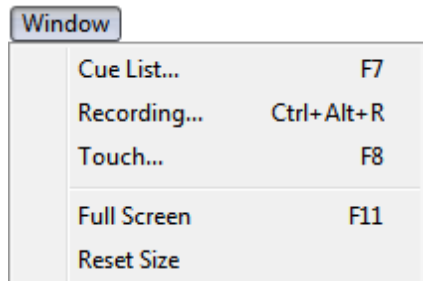 Window
Cue List... F7
Recording... Ctrl+Alt+R
Touch... F8
Full Screen F11
Reset Size